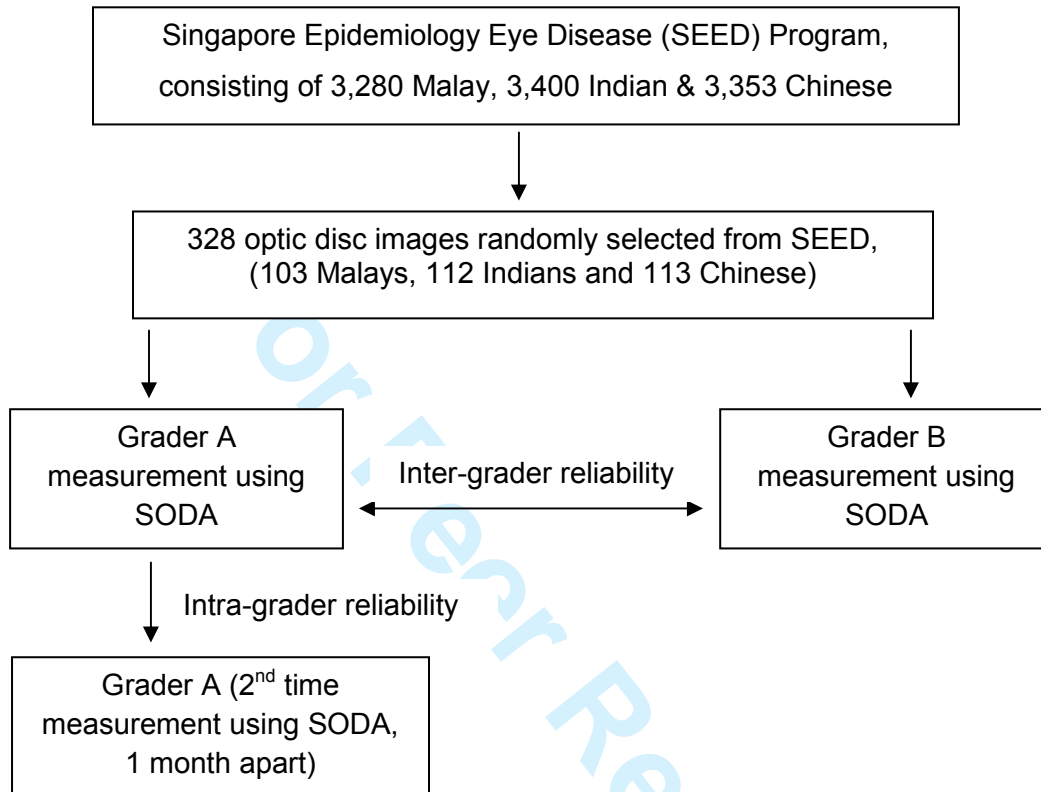 Singapore Epidemiology Eye Disease (SEED) Program,
consisting of 3,280 Malay, 3,400 Indian & 3,353 Chinese
328 optic disc images randomly selected from SEED,
(103 Malays, 112 Indians and 113 Chinese)
Grader A
measurement using
SODA
Inter-grader reliability
Grader B
measurement using
SODA
Intra-grader reliability
Grader A (2nd time
measurement using SODA,
1 month apart)